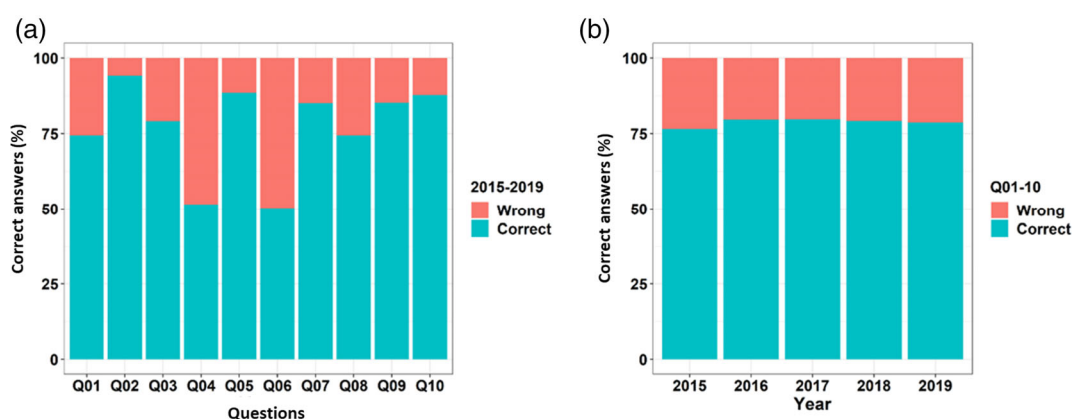 (a)
Correct answers (%)
100
75
50
25
0
Q01 Q02 Q03 Q04 Q05 Q06 Q07 Q08 Q09 Q10
Questions
2015-2019
Wrong
Correct
(b)
Correct answers (%)
100
75
50
25
0
2015 2016 2017 2018 2019
Year
Q01-10
Wrong
Correct